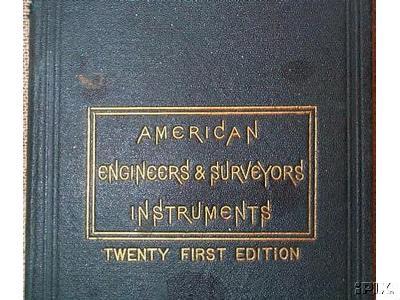 AMERICAN
ENGINEERS & SURVEYORS
INSTRUMENTS
TWENTY FIRST EDITION